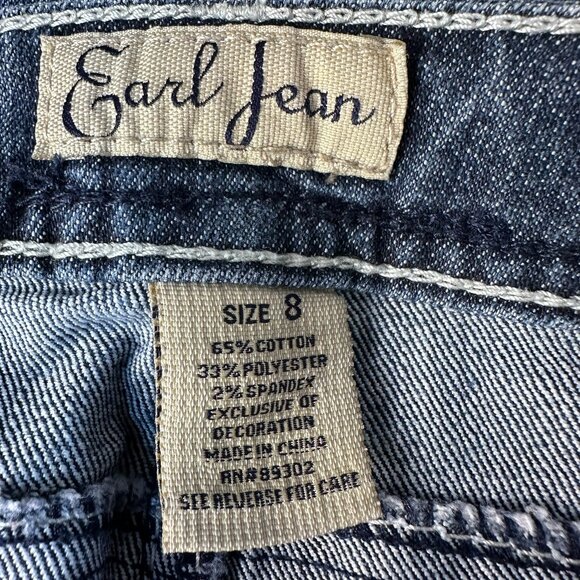 Earl Jean
SIZE 8
65% COTTON
33% POLYESTER
2% SPANDEX
EXCLUSIVE OF
DECORATION
MADE IN CHINA
RN#89302
SEE REVERSE FOR CARE